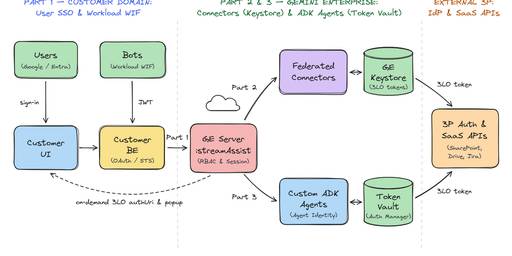 PART 1 — CUSTOMER DOMAIN:
User SSO & Workload WIF
PART 2 & 3 — GEMINI ENTERPRISE:
Connectors (Keystore) & ADK Agents (Token Vault)
EXTERNAL 3P:
IdP & SaaS APIs
Users
(Google / Entra)
Bots
(Workload WIF)
Federated
Connectors
GE
Keystore
(3LO tokens)
sign-in
JWT
Part 2
3LO token
Customer
UI
Customer
BE
(OAuth / STS)
Part 1
GE Server
streamAssist
(RBAC & Session)
3P Auth &
SaaS APIs
(SharePoint,
Drive, Jira)
on-demand 3LO authUri & popup
Part 3
Custom ADK
Agents
(Agent Identity)
Token
Vault
(Auth Manager)
3LO token